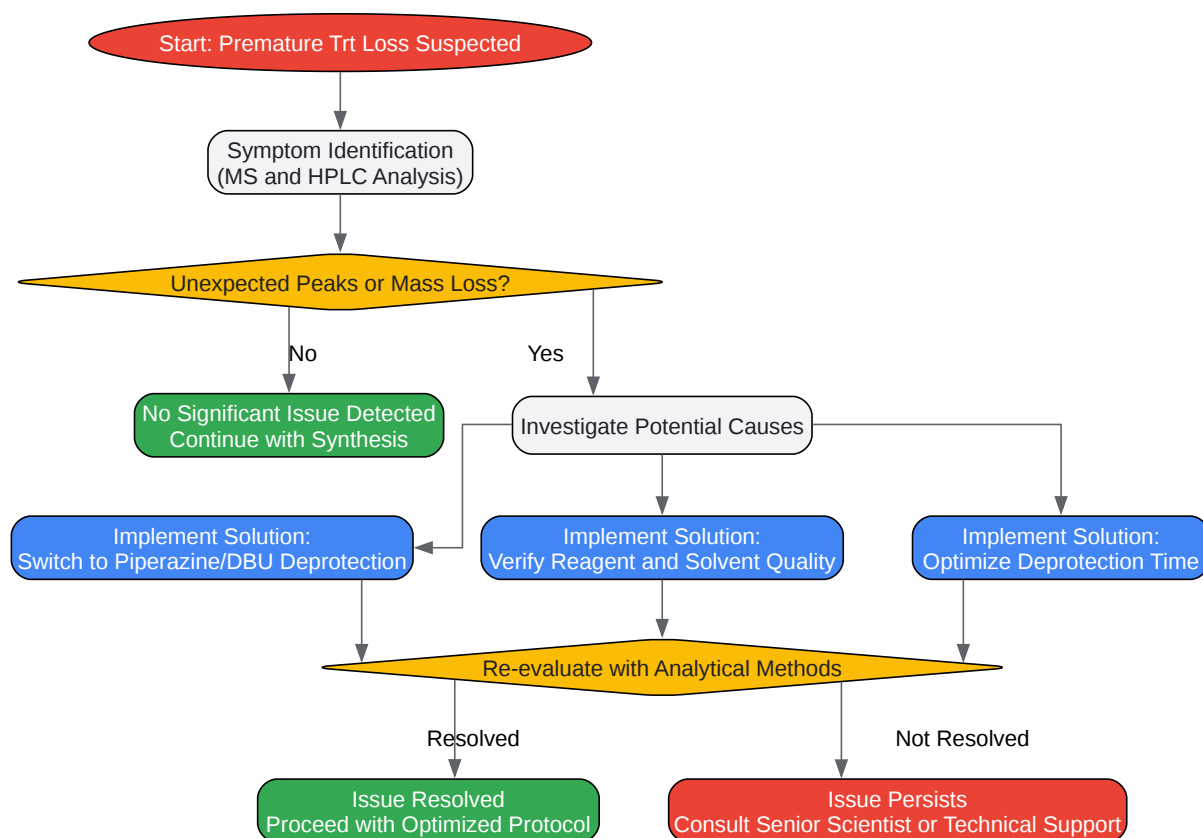 Start: Premature Trt Loss Suspected
Symptom Identification
(MS and HPLC Analysis)
Unexpected Peaks or Mass Loss?
No
Yes
No Significant Issue Detected
Continue with Synthesis
Investigate Potential Causes
Implement Solution:
Switch to Piperazine/DBU Deprotection
Implement Solution:
Verify Reagent and Solvent Quality
Implement Solution:
Optimize Deprotection Time
Re-evaluate with Analytical Methods
Resolved
Not Resolved
Issue Resolved
Proceed with Optimized Protocol
Issue Persists
Consult Senior Scientist or Technical Support